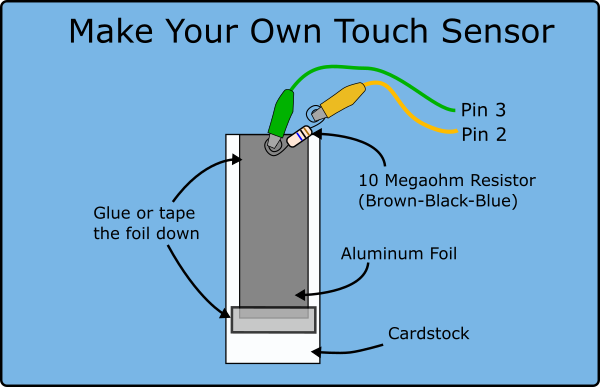 Make Your Own Touch Sensor
Pin 3
Pin 2
10 Megaohm Resistor
(Brown-Black-Blue)
Glue or tape
the foil down
Aluminum Foil
Cardstock